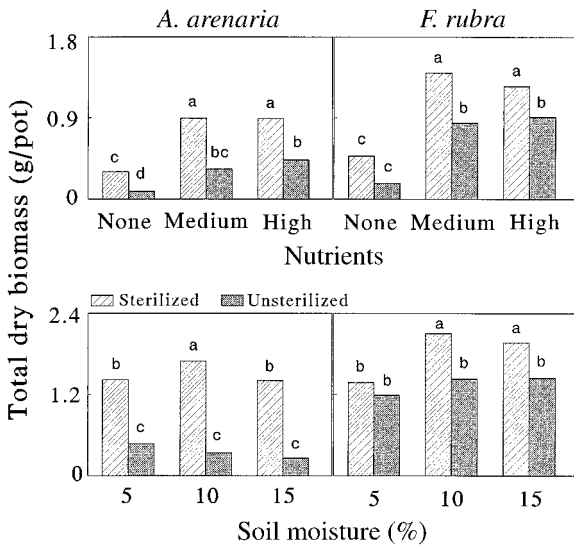 A. arenaria F. rubra
Total dry biomass (g/pot)
1.8
a
a
a a
0.9
b b
b
bc
c
c
d
c
0
None Medium High None Medium High
Nutrients
Sterilized Unsterilized
2.4
a
a
a
b b b b b b
1.2
c
c
c
0
5 10 15 5 10 15
Soil moisture (%)